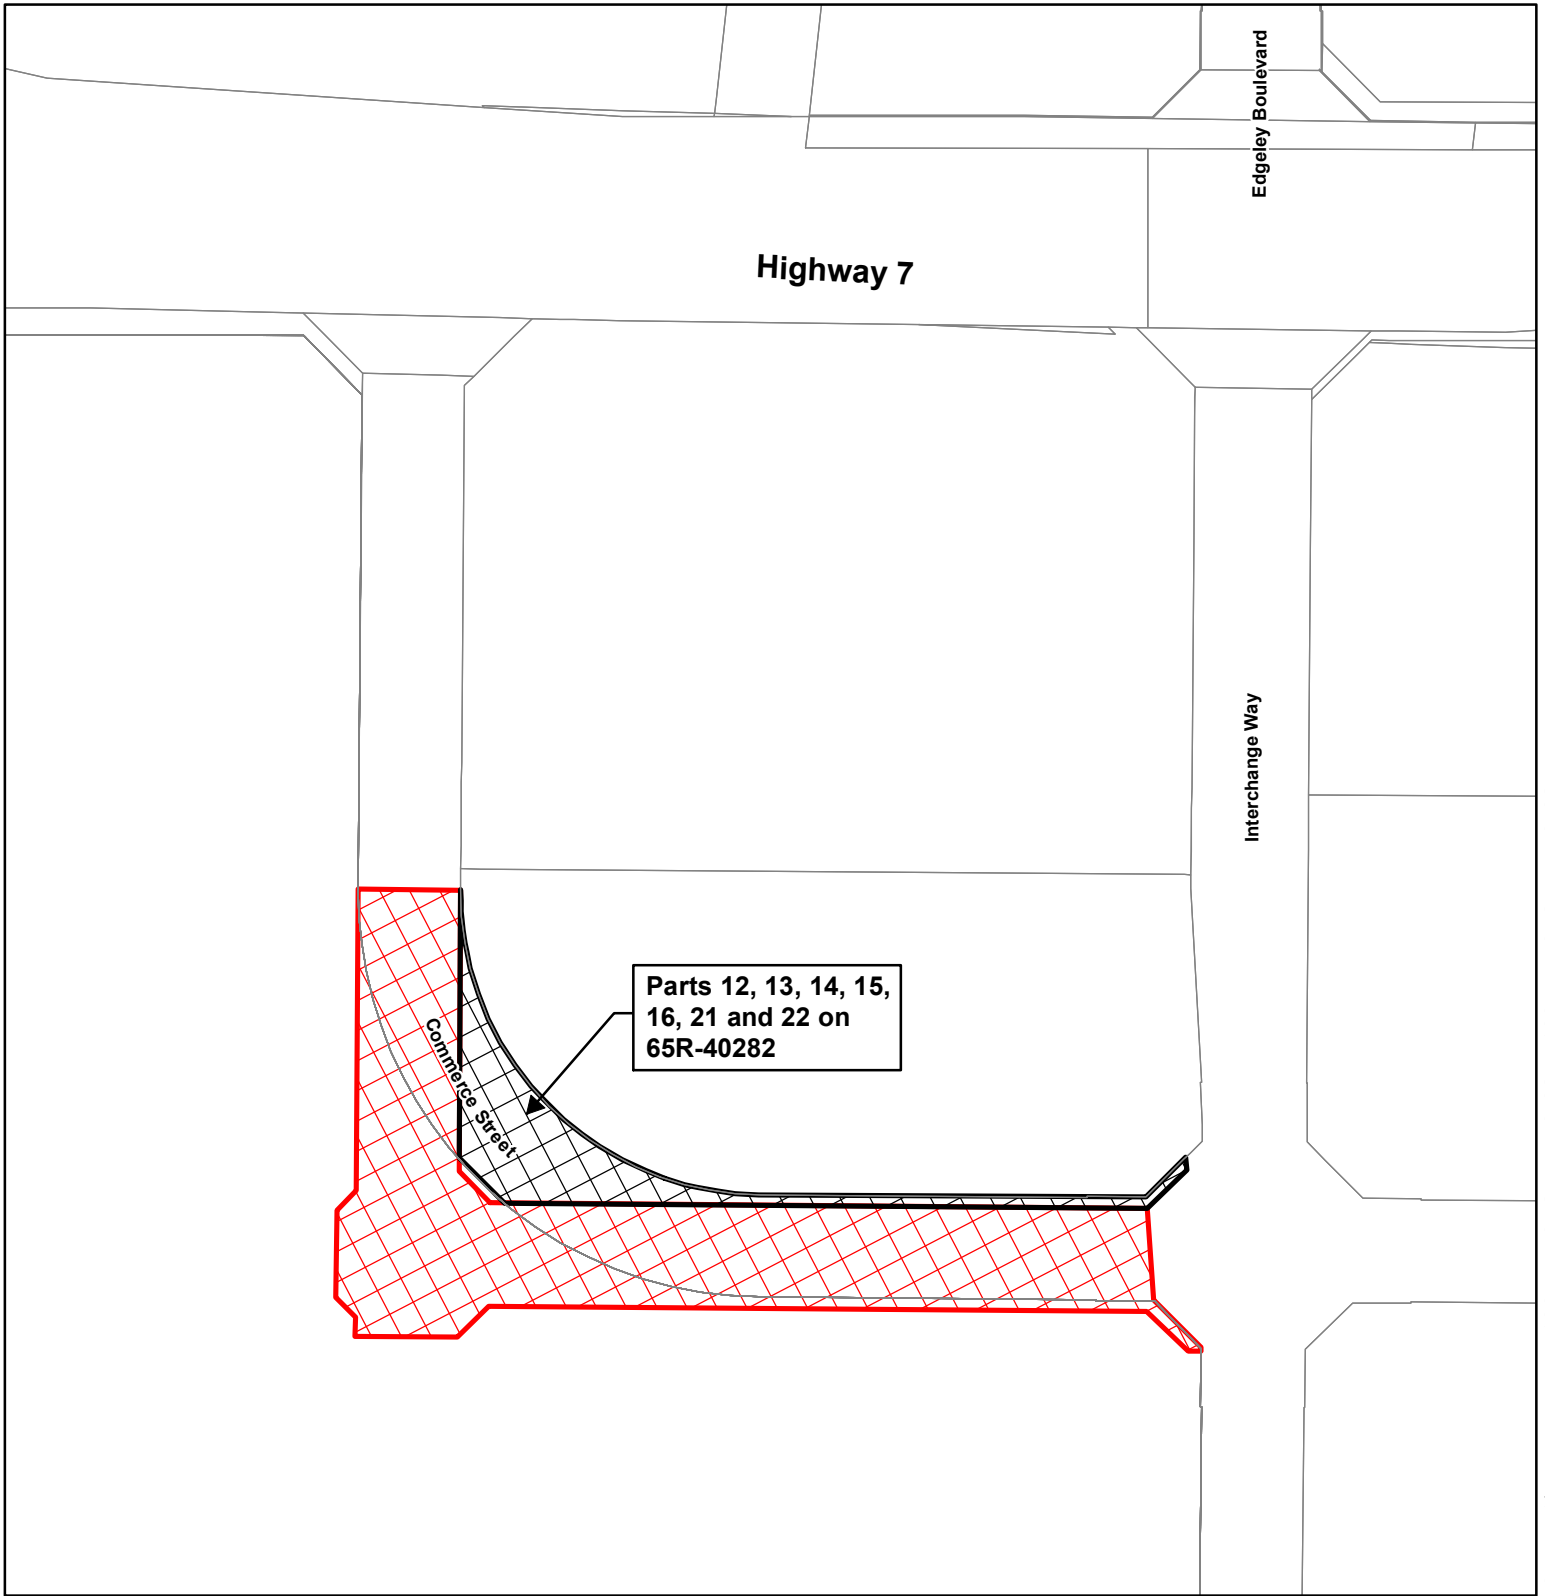 Edgeley Boulevard
Highway 7
Interchange Way
Parts 12, 13, 14, 15,
16, 21 and 22 on
65R-40282
Commerce Street